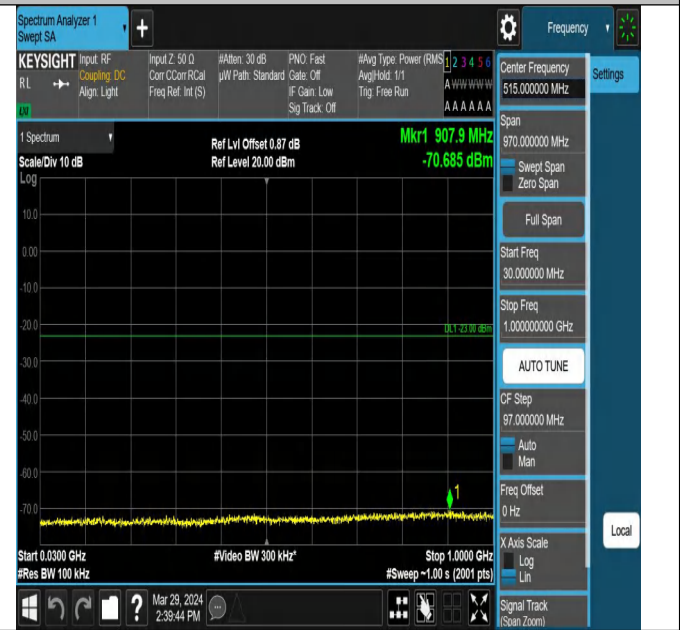 Spectrum Analyzer 1
Swept SA
+
Frequency
KEYSIGHT
RL
Input: RF
Coupling: DC
Align: Light
Input Z: 50 Ω
Corr CCorr RCal
Freq Ref: Int (S)
#Atten: 30 dB
µW Path: Standard
PNO: Fast
Gate: Off
IF Gain: Low
Sig Track: Off
#Avg Type: Power (RMS
Avg|Hold: 1/1
Trig: Free Run
1 2 3 4 5 6
A W W W W W
A A A A A A
1 Spectrum
Scale/Div 10 dB
Log
Ref Lvl Offset 0.87 dB
Ref Level 20.00 dBm
Mkr1 907.9 MHz
-70.685 dBm
10.0
0.00
-10.0
-20.0
DL1 -23.00 dBm
-30.0
-40.0
-50.0
-60.0
-70.0
1
Start 0.0300 GHz
#Res BW 100 kHz
#Video BW 300 kHz*
Stop 1.0000 GHz
#Sweep ~1.00 s (2001 pts)
?
Mar 29, 2024
2:39:44 PM
Center Frequency
515.000000 MHz
Settings
Span
970.000000 MHz
Swept Span
Zero Span
Full Span
Start Freq
30.000000 MHz
Stop Freq
1.000000000 GHz
AUTO TUNE
CF Step
97.000000 MHz
Auto
Man
Freq Offset
0 Hz
Local
X Axis Scale
Log
Lin
Signal Track
(Span Zoom)